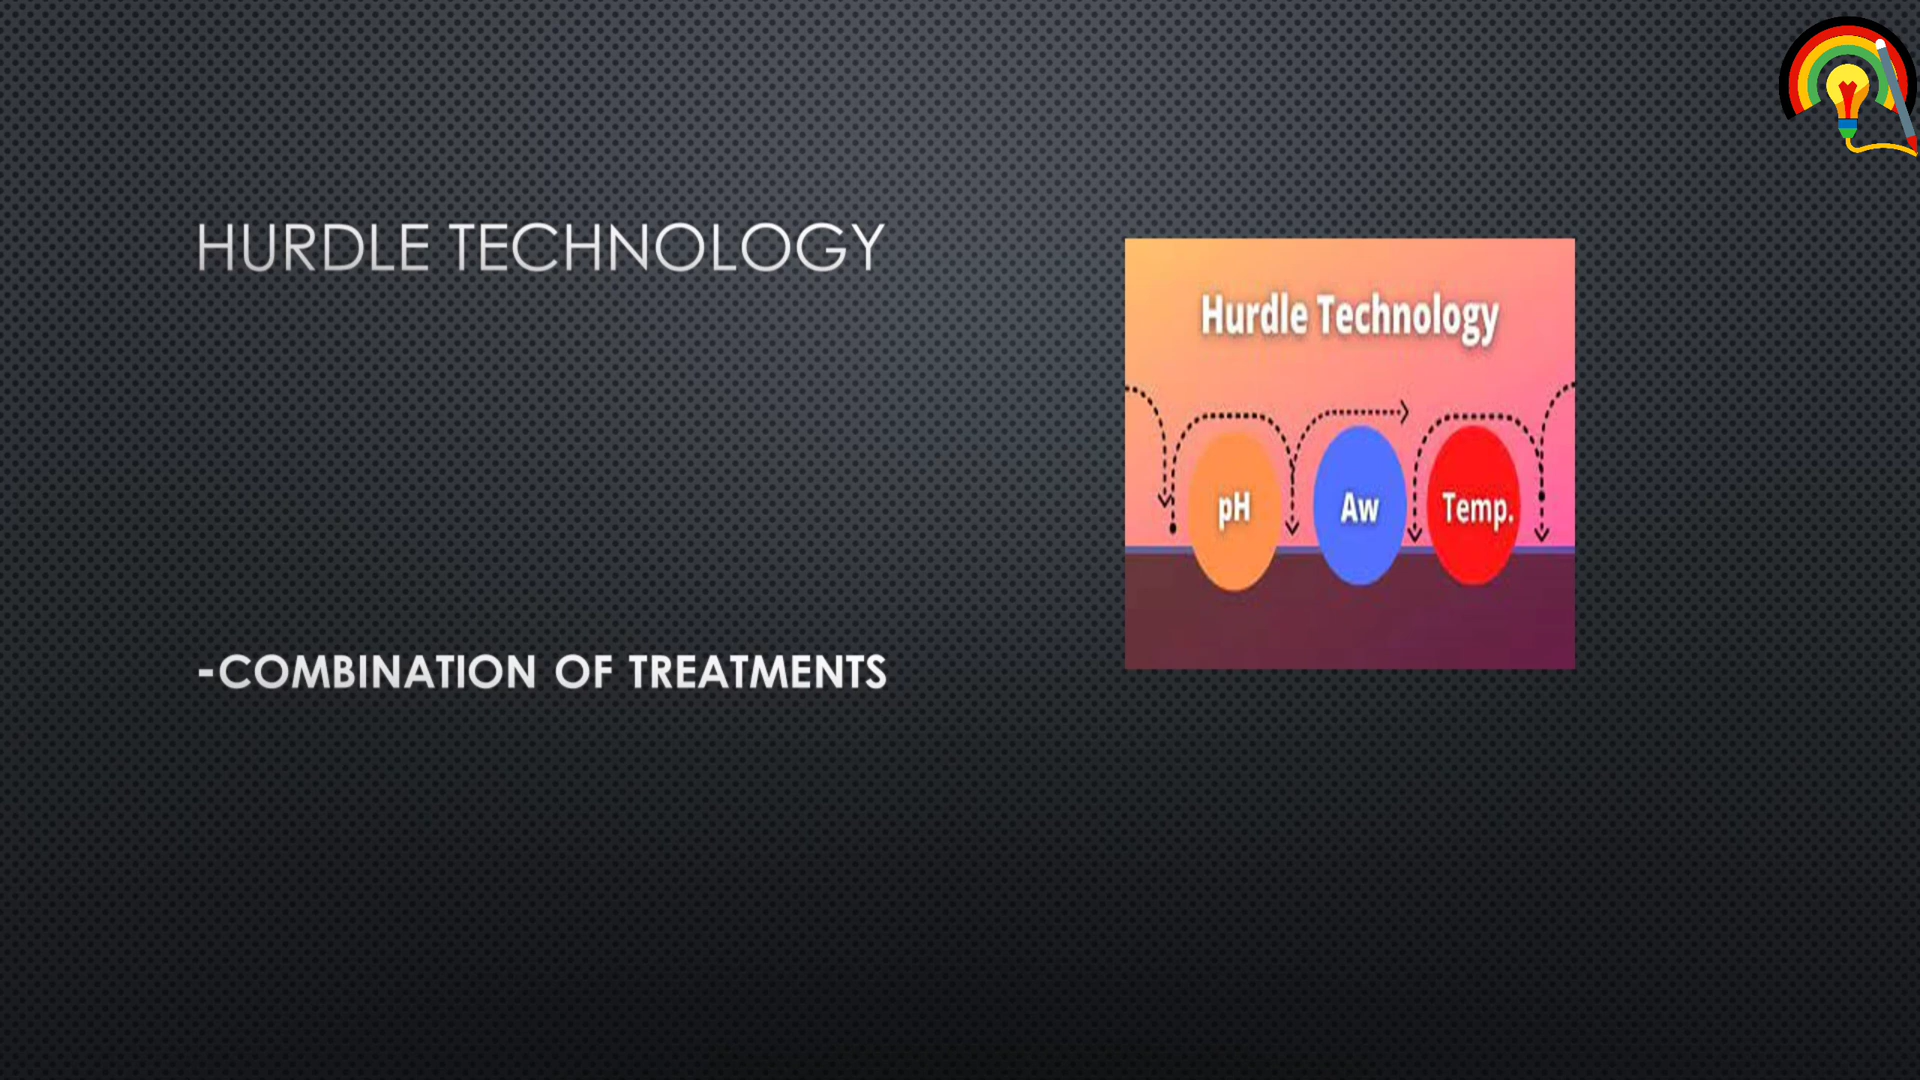 HURDLE TECHNOLOGY
-COMBINATION OF TREATMENTS
Hurdle Technology
pH
Aw
Temp.